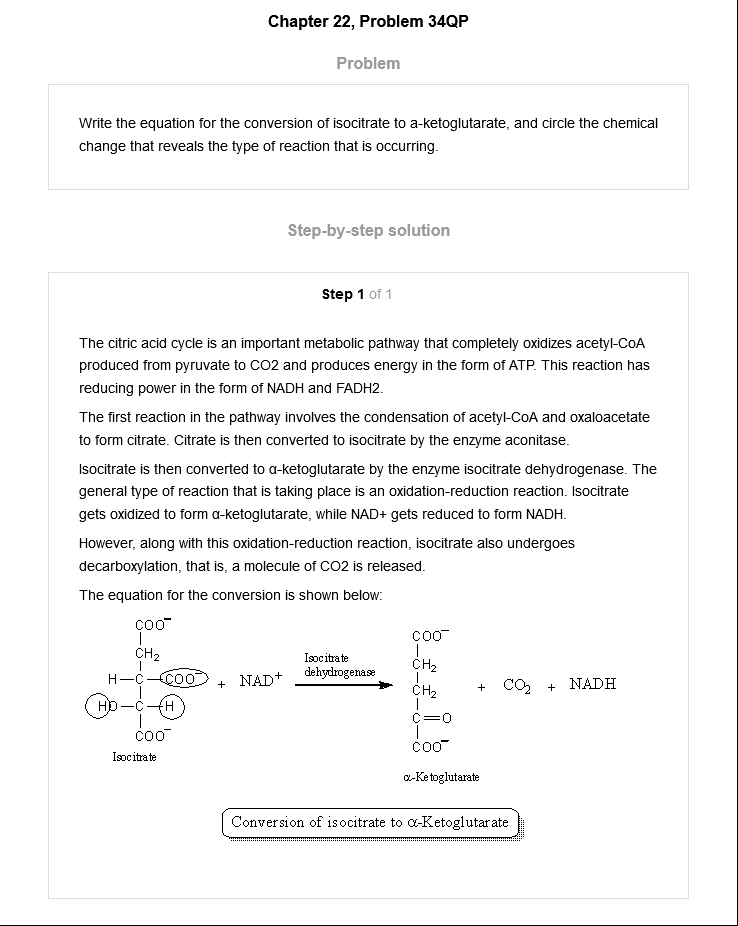 Chapter 22, Problem 34QP
Problem
Write the equation for the conversion of isocitrate to a-ketoglutarate, and circle the chemical
change that reveals the type of reaction that is occurring.
Step-by-step solution
Step 1 of 1
The citric acid cycle is an important metabolic pathway that completely oxidizes acetyl-CoA
produced from pyruvate to CO2 and produces energy in the form of ATP. This reaction has
reducing power in the form of NADH and FADH2.
The first reaction in the pathway involves the condensation of acetyl-CoA and oxaloacetate
to form citrate. Citrate is then converted to isocitrate by the enzyme aconitase.
Isocitrate is then converted to α-ketoglutarate by the enzyme isocitrate dehydrogenase. The
general type of reaction that is taking place is an oxidation-reduction reaction. Isocitrate
gets oxidized to form α-ketoglutarate, while NAD+ gets reduced to form NADH.
However, along with this oxidation-reduction reaction, isocitrate also undergoes
decarboxylation, that is, a molecule of CO2 is released.
The equation for the conversion is shown below:
COO⁻
CH₂
H—C—COO⁻
HO—C—H
COO⁻
Isocitrate
+ NAD⁺
Isocitrate
dehydrogenase
COO⁻
CH₂
CH₂
C=O
COO⁻
α-Ketoglutarate
+ CO₂ + NADH
Conversion of isocitrate to α-Ketoglutarate